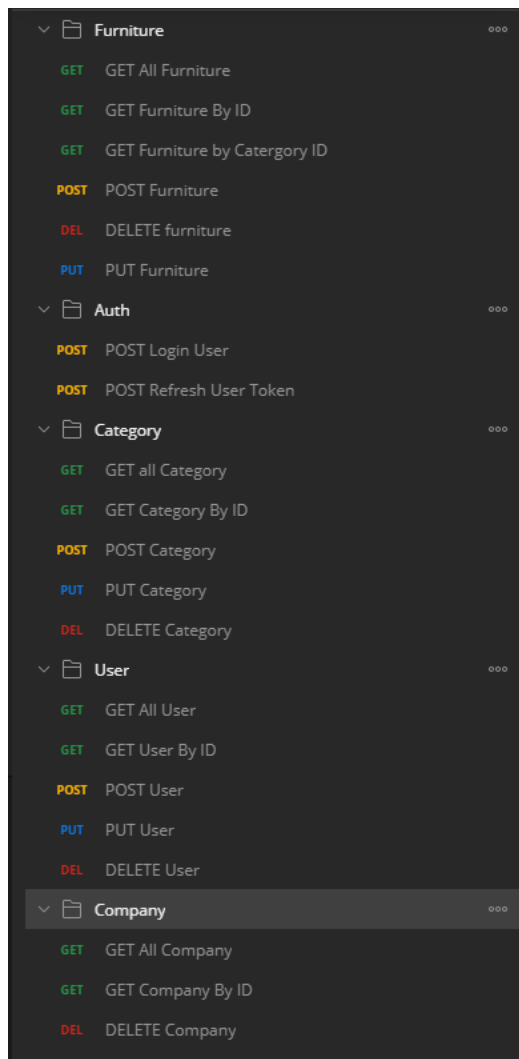 Furniture
GET GET All Furniture
GET GET Furniture By ID
GET GET Furniture by Catergory ID
POST POST Furniture
DEL DELETE furniture
PUT PUT Furniture
Auth
POST POST Login User
POST POST Refresh User Token
Category
GET GET all Category
GET GET Category By ID
POST POST Category
PUT PUT Category
DEL DELETE Category
User
GET GET All User
GET GET User By ID
POST POST User
PUT PUT User
DEL DELETE User
Company
GET GET All Company
GET GET Company By ID
DEL DELETE Company